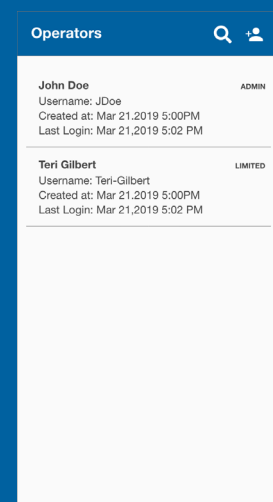 Operators
John Doe ADMIN
Username: JDoe
Created at: Mar 21.2019 5:00PM
Last Login: Mar 21,2019 5:02 PM
Teri Gilbert LIMITED
Username: Teri-Gilbert
Created at: Mar 21.2019 5:00PM
Last Login: Mar 21,2019 5:02 PM